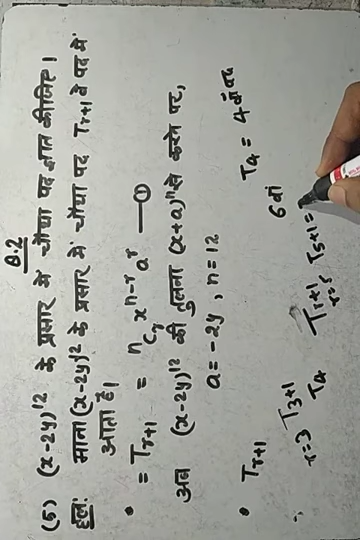 8.2
(5) (x-2y)¹² के प्रसार में चौथा पद ज्ञात कीजिए।
हल: माना (x-2y)¹² के प्रसार में चौथा पद Tr+1 वे पद में
आता है।
• = Tr+1 = nCr xⁿ⁻ʳ aʳ —①
अब (x-2y)¹² की तुलना (x+a)ⁿ से करने पर,
a = -2y, n = 12
• Tr+1 T4 = 4वाँ पद
6 वाँ
∴ r=3 T3+1 Tr+1 T5+1=
T4 r=5